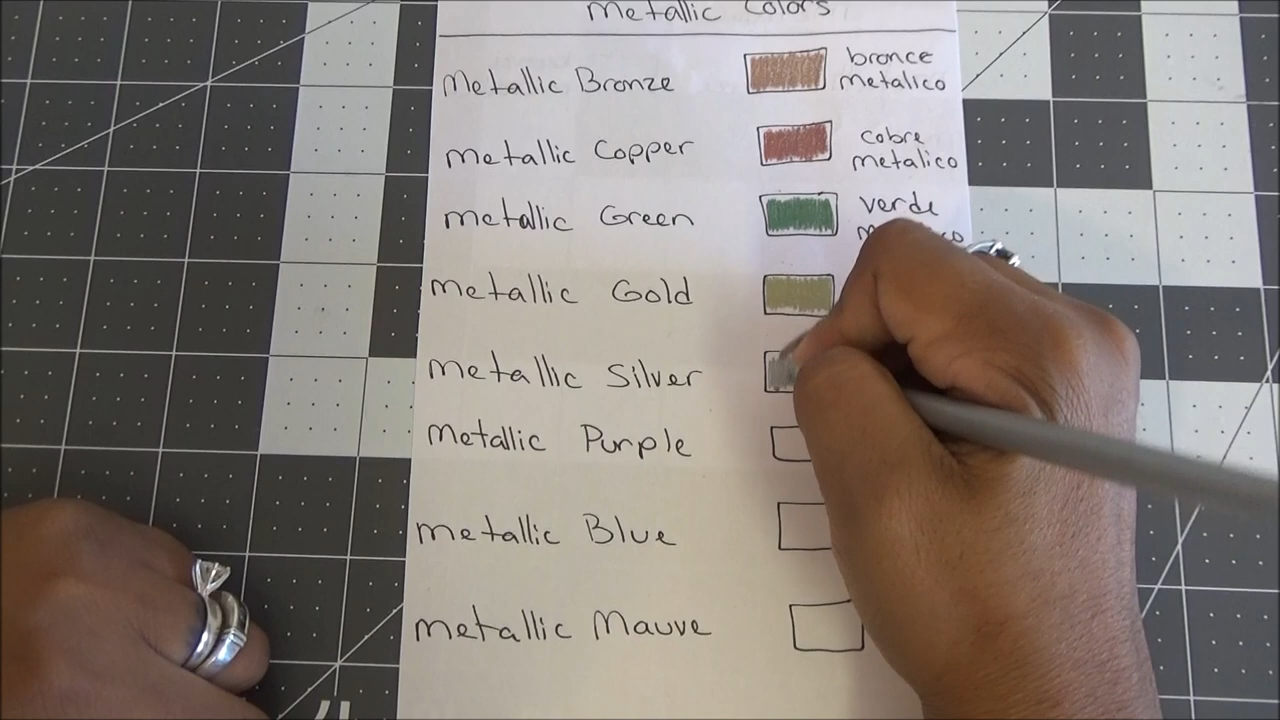 Metallic Colors
Metallic Bronze
bronce
metalico
metallic Copper
cobre
metalico
metallic Green
verde
metallic Gold
metallic Silver
metallic Purple
metallic Blue
metallic Mauve